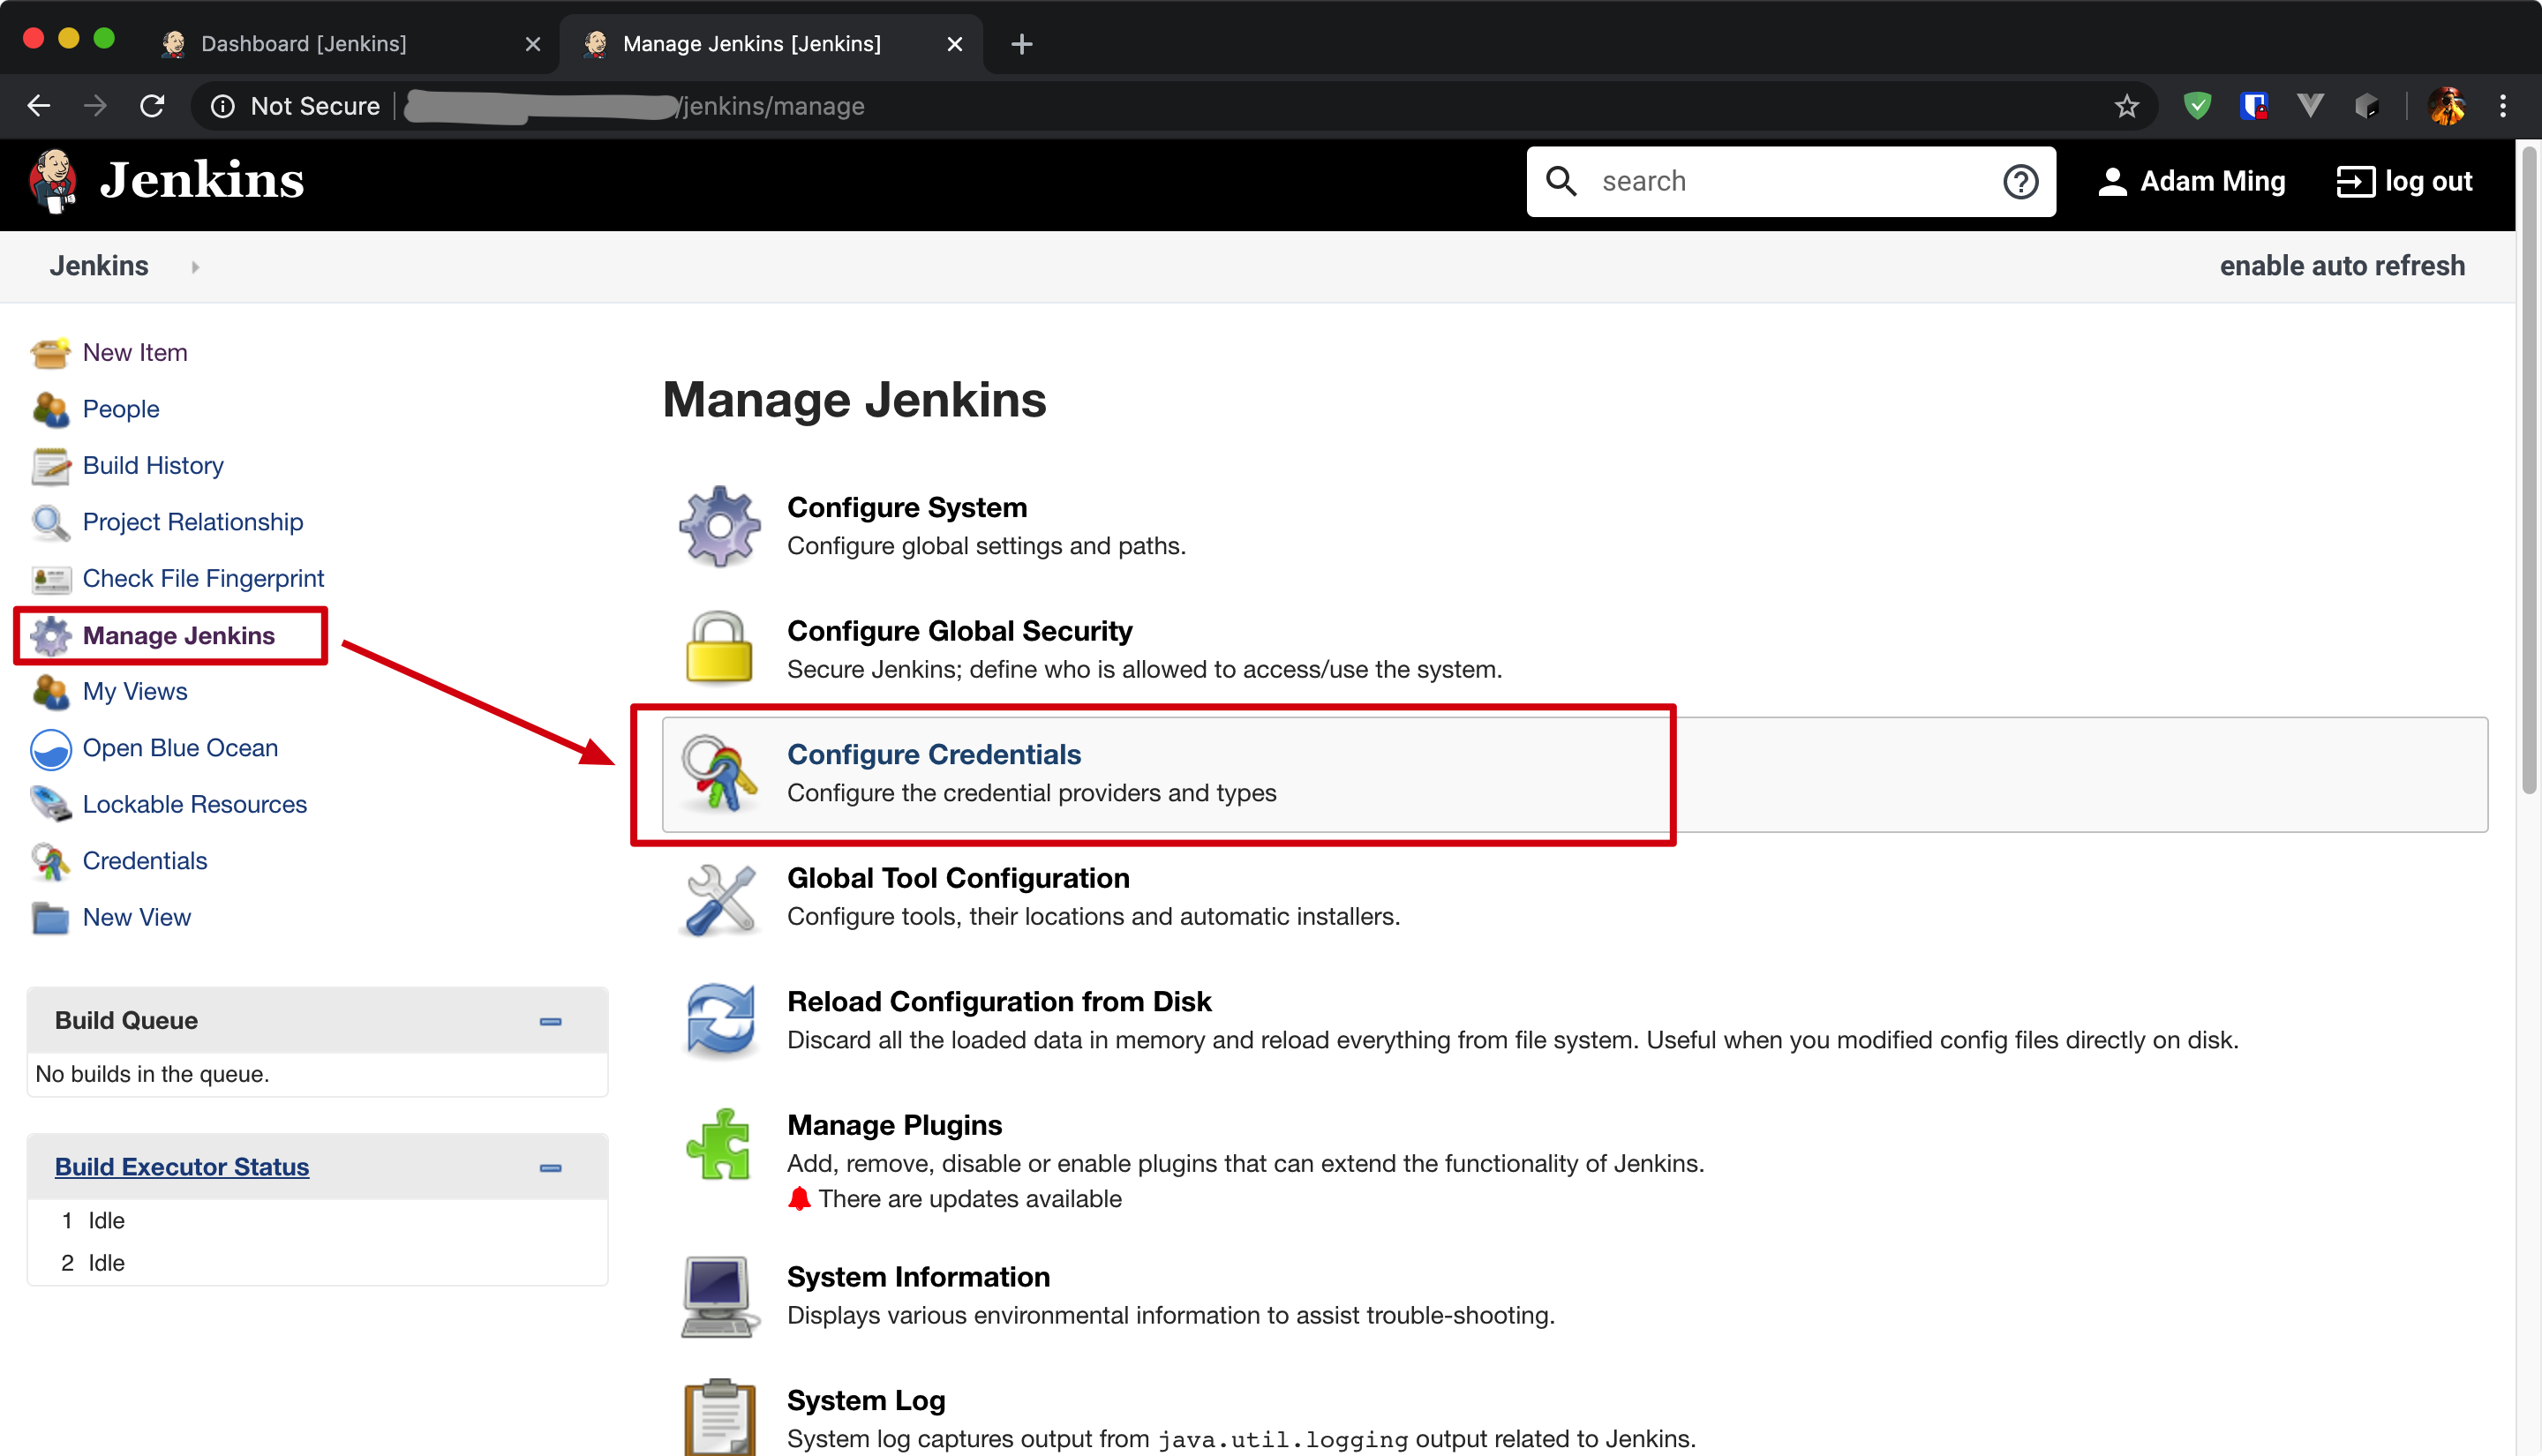 Dashboard [Jenkins]
Manage Jenkins [Jenkins]
Not Secure
/jenkins/manage
Jenkins
search
Adam Ming
log out
Jenkins
enable auto refresh
New Item
People
Build History
Project Relationship
Check File Fingerprint
Manage Jenkins
My Views
Open Blue Ocean
Lockable Resources
Credentials
New View
Build Queue
No builds in the queue.
Build Executor Status
1 Idle
2 Idle
Manage Jenkins
Configure System
Configure global settings and paths.
Configure Global Security
Secure Jenkins; define who is allowed to access/use the system.
Configure Credentials
Configure the credential providers and types
Global Tool Configuration
Configure tools, their locations and automatic installers.
Reload Configuration from Disk
Discard all the loaded data in memory and reload everything from file system. Useful when you modified config files directly on disk.
Manage Plugins
Add, remove, disable or enable plugins that can extend the functionality of Jenkins.
There are updates available
System Information
Displays various environmental information to assist trouble-shooting.
System Log
System log captures output from java.util.logging output related to Jenkins.